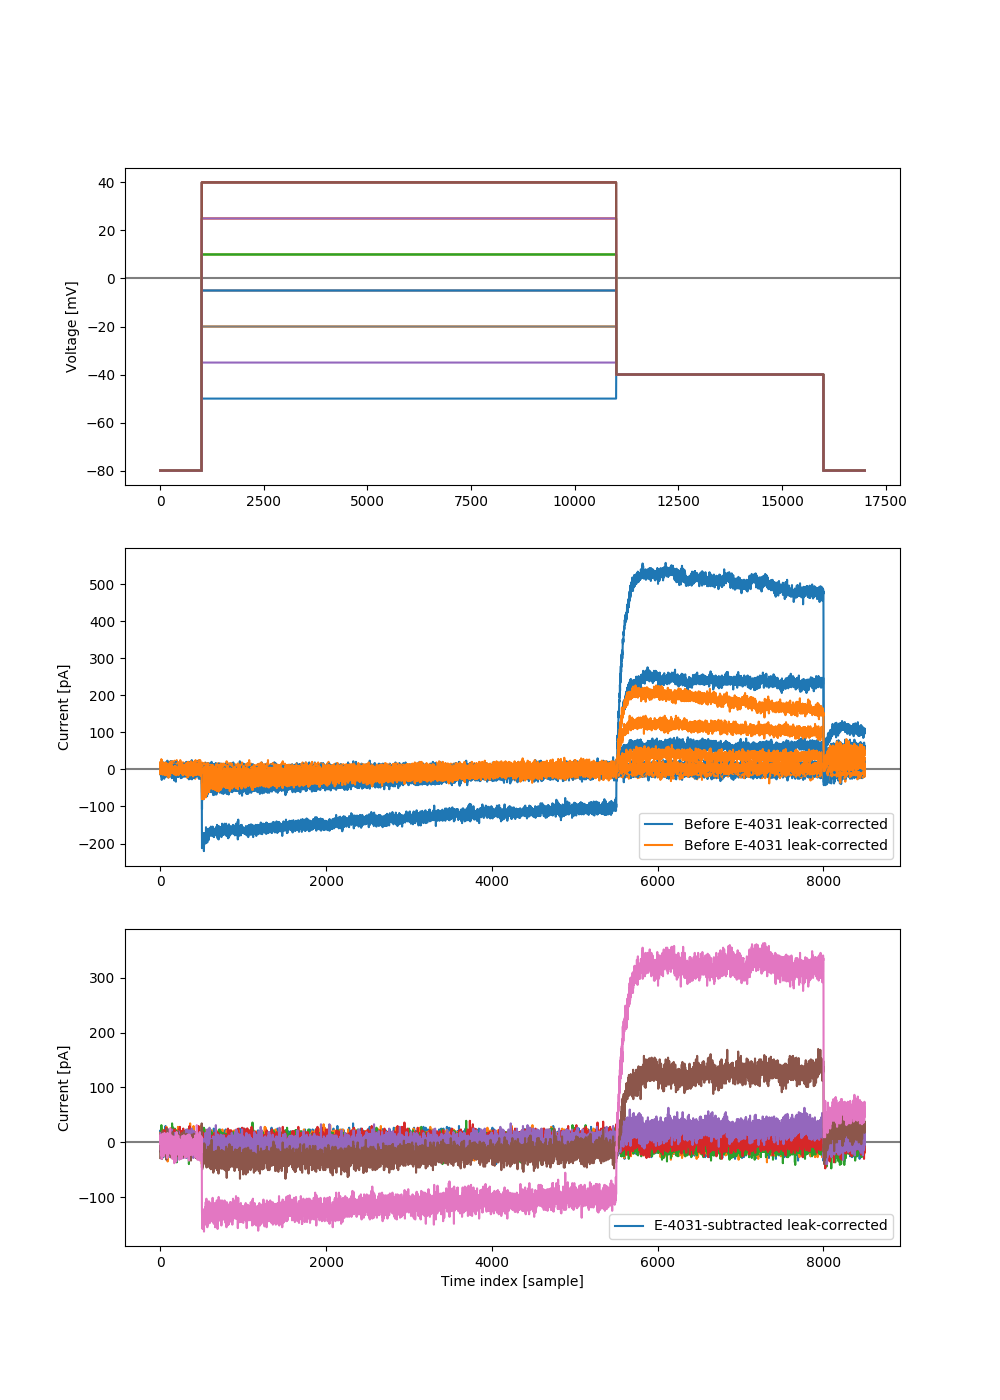 40
20
0
−20
−40
−60
−80
Voltage [mV]
0 2500 5000 7500 10000 12500 15000 17500
500
400
300
200
100
0
−100
−200
Current [pA]
Before E-4031 leak-corrected
Before E-4031 leak-corrected
0 2000 4000 6000 8000
300
200
100
0
−100
Current [pA]
E-4031-subtracted leak-corrected
0 2000 4000 6000 8000
Time index [sample]